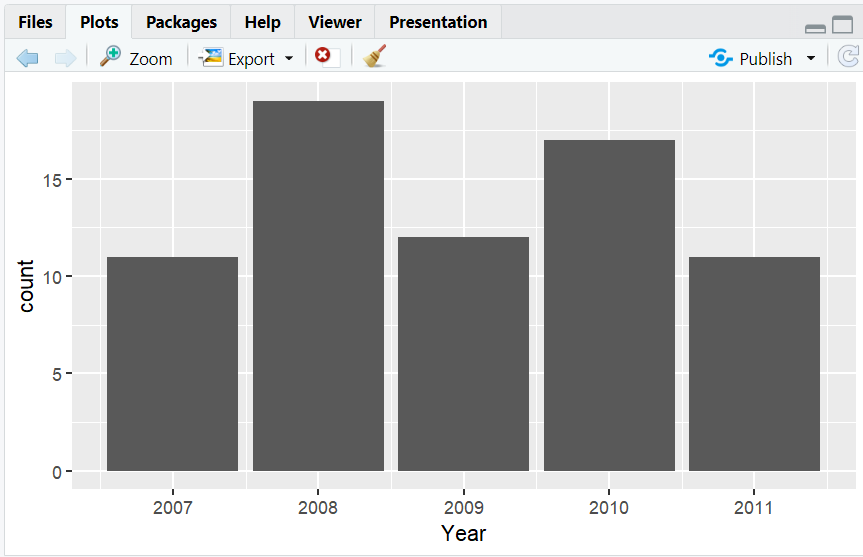 Files Plots Packages Help Viewer Presentation
Zoom Export Publish
15
10
5
0
count
2007 2008 2009 2010 2011
Year